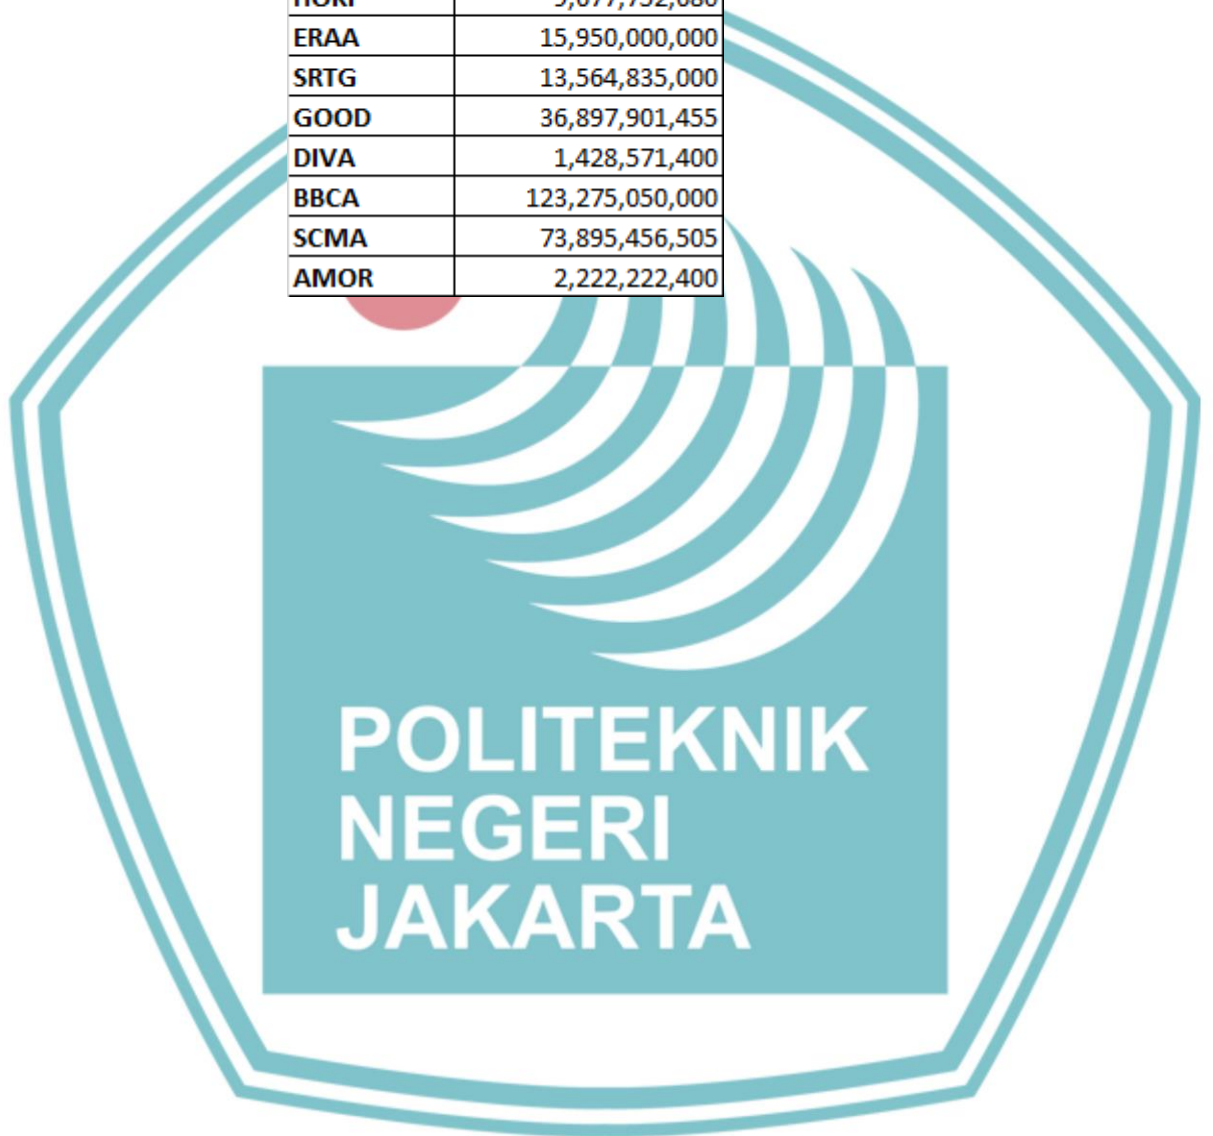 ERAA 15,950,000,000
SRTG 13,564,835,000
GOOD 36,897,901,455
DIVA 1,428,571,400
BBCA 123,275,050,000
SCMA 73,895,456,505
AMOR 2,222,222,400
POLITEKNIK
NEGERI
JAKARTA